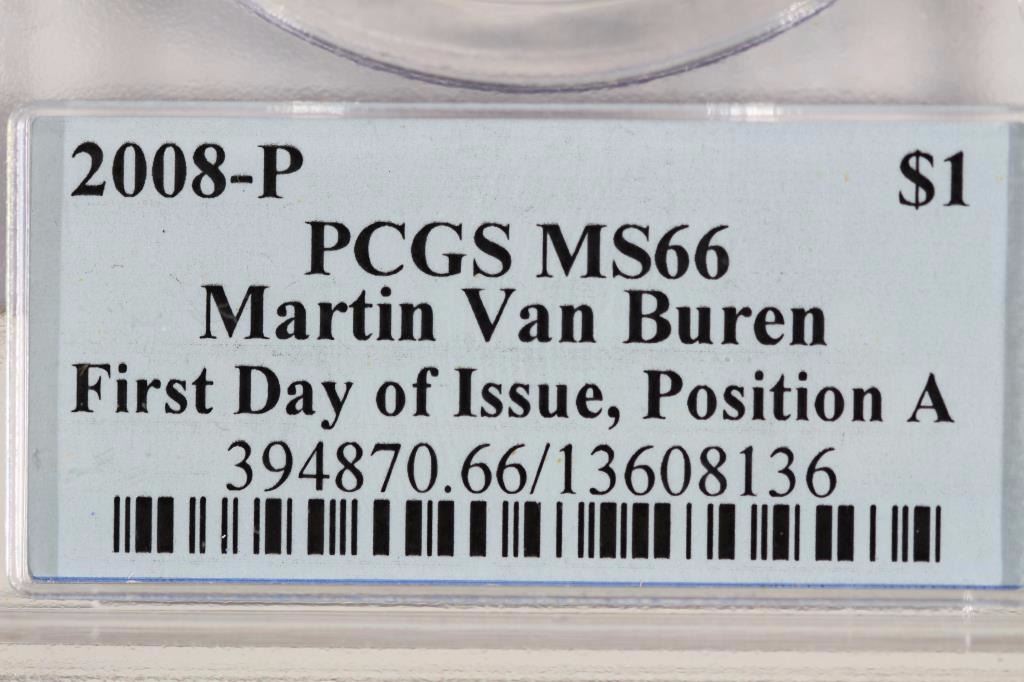 2008-P $1
PCGS MS66
Martin Van Buren
First Day of Issue, Position A
394870.66/13608136